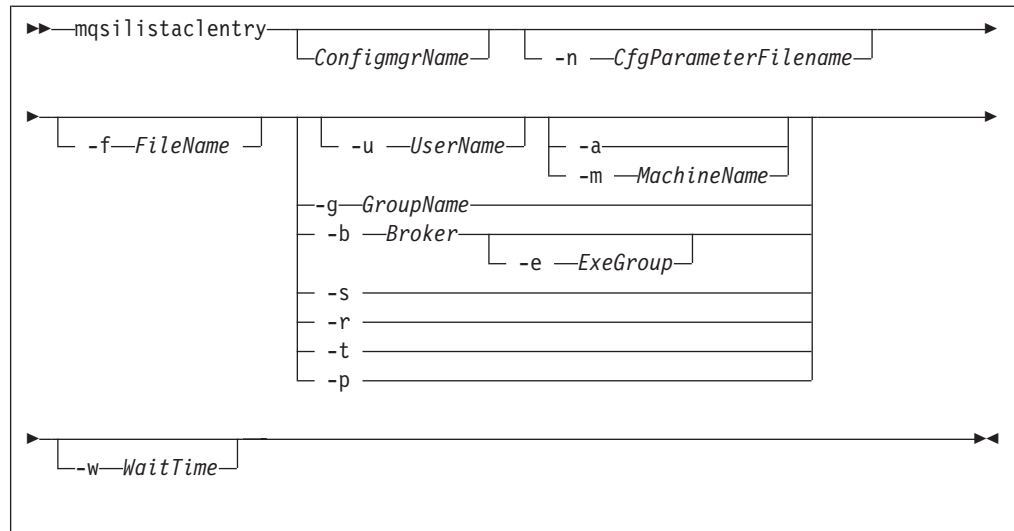 mqsilistaclentry
ConfigmgrName -n CfgParameterFilename
-f FileName -u UserName -a
-m MachineName
-g GroupName
-b Broker
-e ExeGroup
-s
-r
-t
-p
-w WaitTime